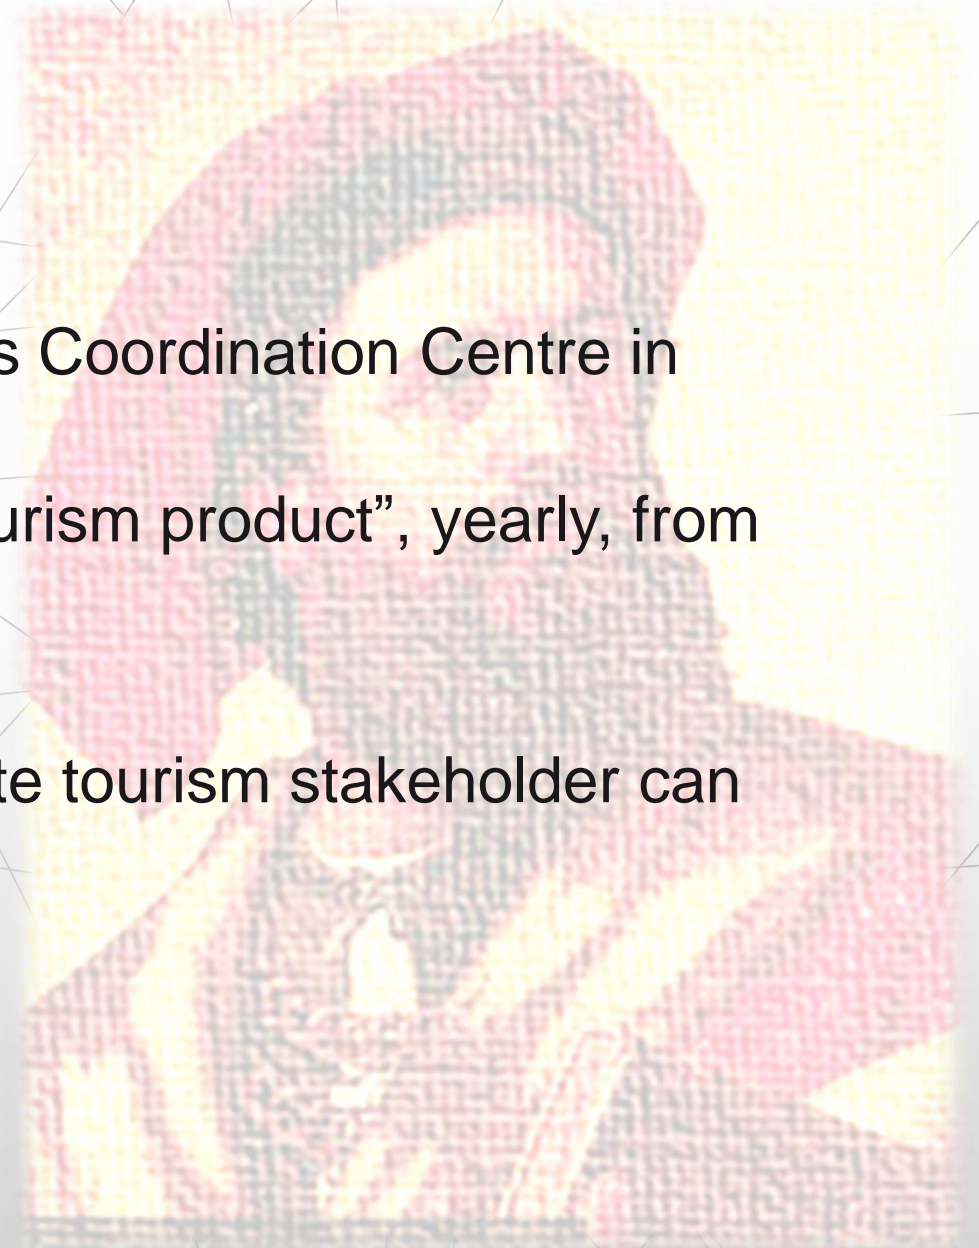 s Coordination Centre in
urism product”, yearly, from
te tourism stakeholder can